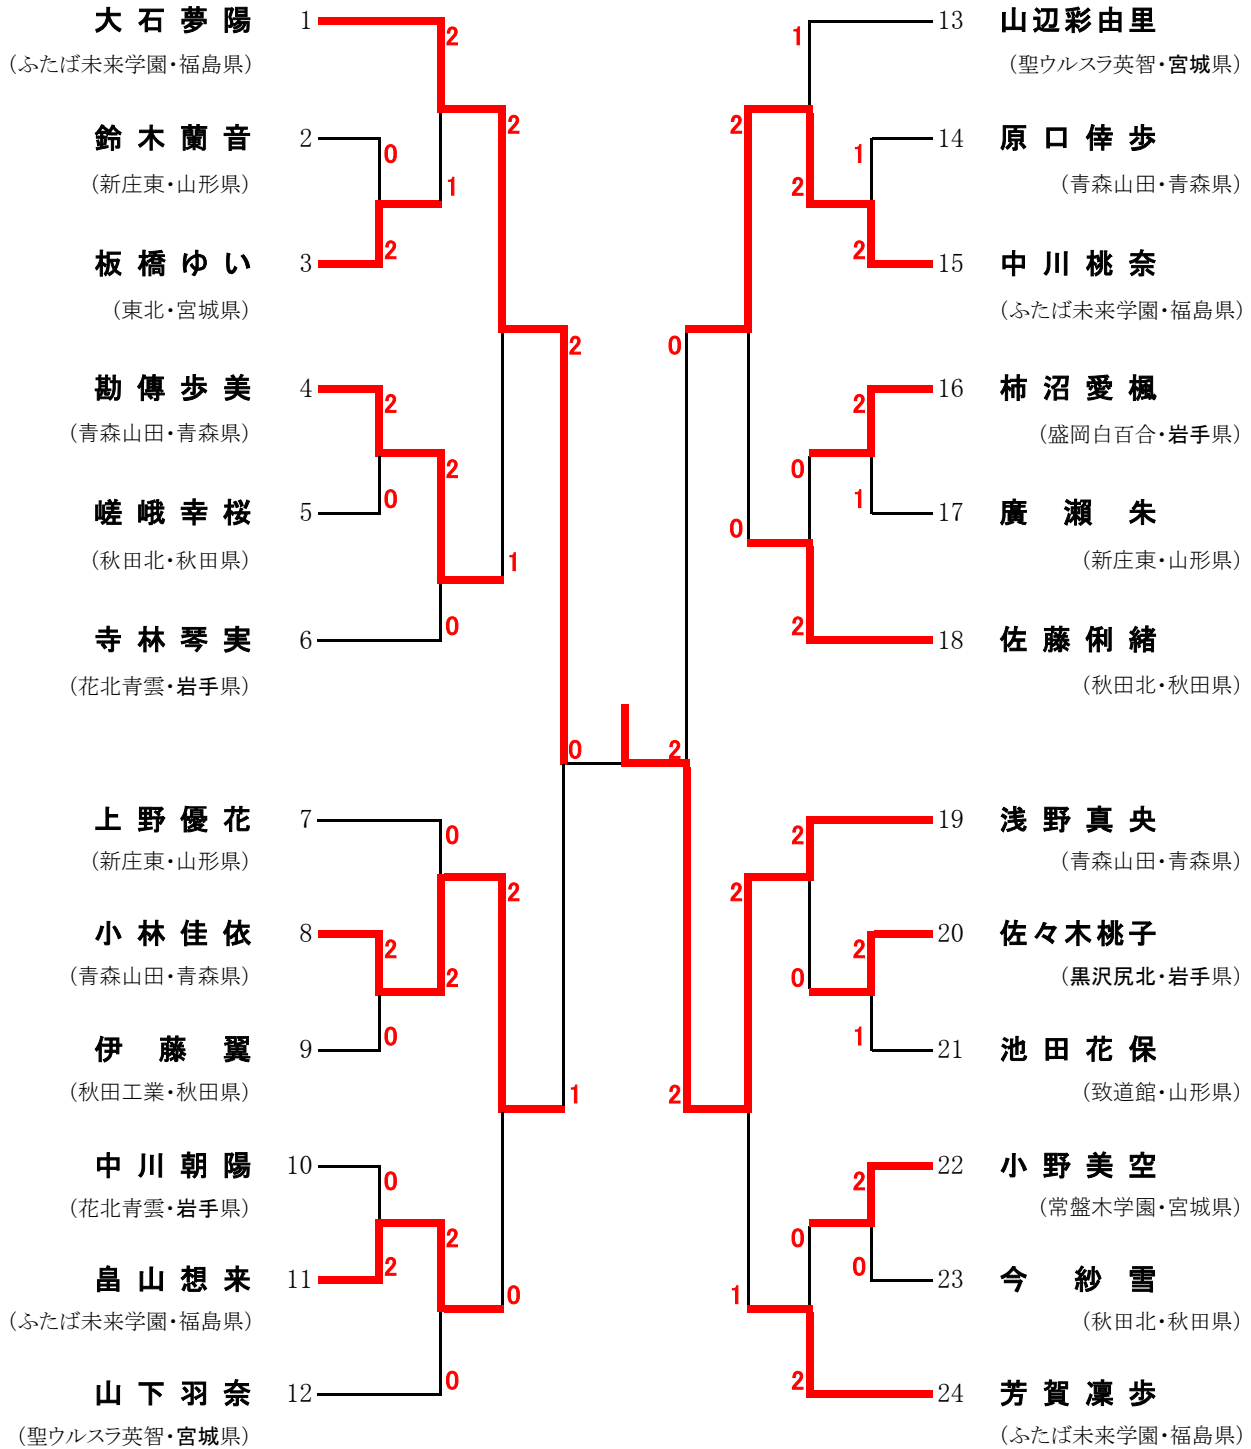 大石夢陽 1
(ふたば未来学園・福島県)
2
鈴木蘭音 2
(新庄東・山形県)
0
2
1
板橋ゆい 3
(東北・宮城県)
2
2
勘傳歩美 4
(青森山田・青森県)
2
2
嵯峨幸桜 5
(秋田北・秋田県)
0
1
寺林琴実 6
(花北青雲・岩手県)
0
0
上野優花 7
(新庄東・山形県)
0
2
小林佳依 8
(青森山田・青森県)
2
2
伊藤翼 9
(秋田工業・秋田県)
0
1
中川朝陽 10
(花北青雲・岩手県)
0
2
畠山想来 11
(ふたば未来学園・福島県)
2
0
山下羽奈 12
(聖ウルスラ英智・宮城県)
0
13 山辺彩由里
(聖ウルスラ英智・宮城県)
1
2
14 原口倖歩
(青森山田・青森県)
1
2
15 中川桃奈
(ふたば未来学園・福島県)
2
0
16 柿沼愛楓
(盛岡白百合・岩手県)
2
0
17 廣瀬朱
(新庄東・山形県)
1
0
18 佐藤俐緒
(秋田北・秋田県)
2
2
19 浅野真央
(青森山田・青森県)
2
2
20 佐々木桃子
(黒沢尻北・岩手県)
2
0
21 池田花保
(致道館・山形県)
1
2
22 小野美空
(常盤木学園・宮城県)
2
0
23 今紗雪
(秋田北・秋田県)
0
1
24 芳賀凜歩
(ふたば未来学園・福島県)
2